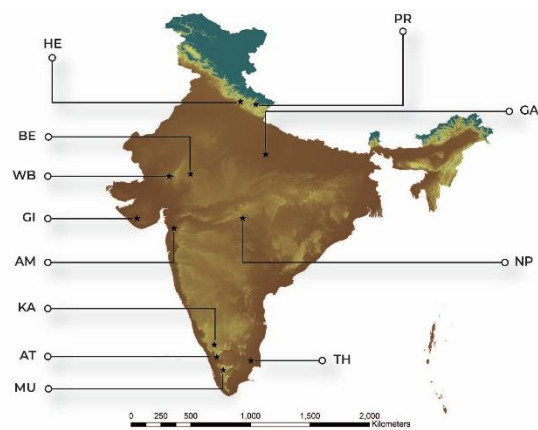 PR
HE
GA
BE
WB
GI
AM
NP
KA
AT
TH
MU
0 250 500 1,000 1,500 2,000
Kilometers